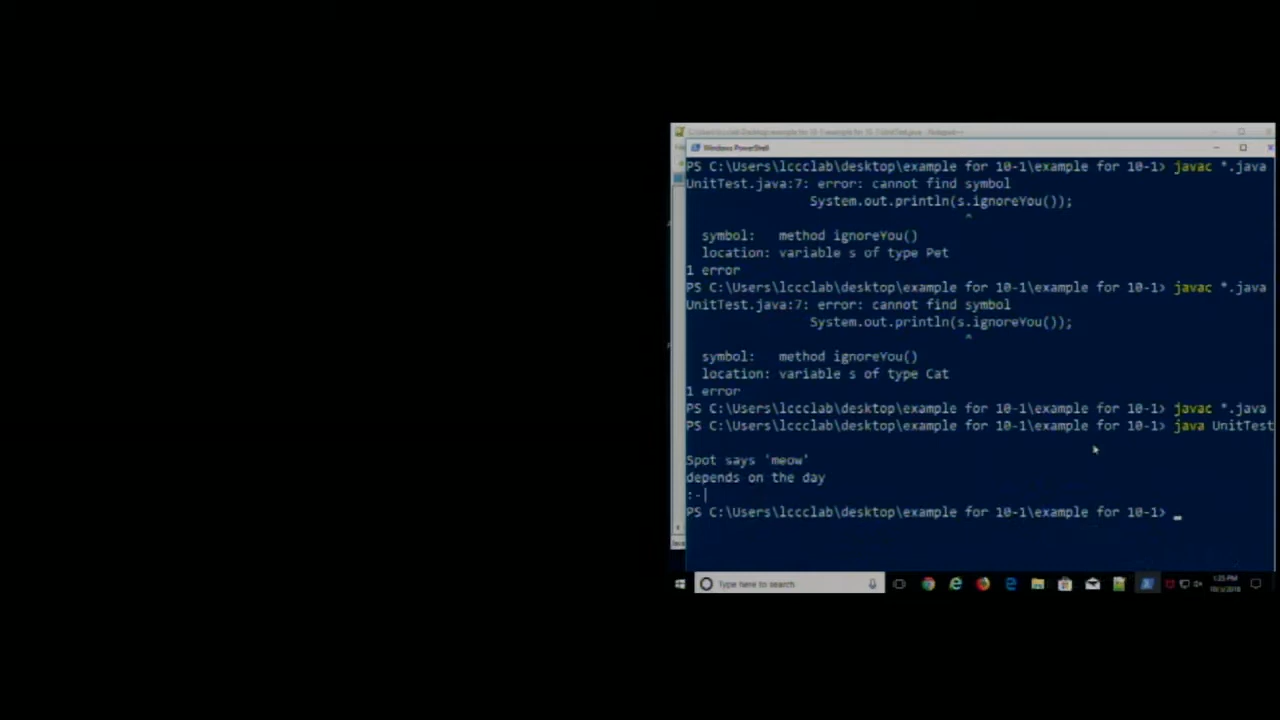 Windows PowerShell
PS C:\Users\lccclab\desktop\example for 10-1\example for 10-1> javac *.java
UnitTest.java:7: error: cannot find symbol
System.out.println(s.ignoreYou());
^
symbol: method ignoreYou()
location: variable s of type Pet
1 error
PS C:\Users\lccclab\desktop\example for 10-1\example for 10-1> javac *.java
UnitTest.java:7: error: cannot find symbol
System.out.println(s.ignoreYou());
^
symbol: method ignoreYou()
location: variable s of type Cat
1 error
PS C:\Users\lccclab\desktop\example for 10-1\example for 10-1> javac *.java
PS C:\Users\lccclab\desktop\example for 10-1\example for 10-1> java UnitTest
Spot says 'meow'
depends on the day
:-|
PS C:\Users\lccclab\desktop\example for 10-1\example for 10-1> _
Type here to search
1:25 PM